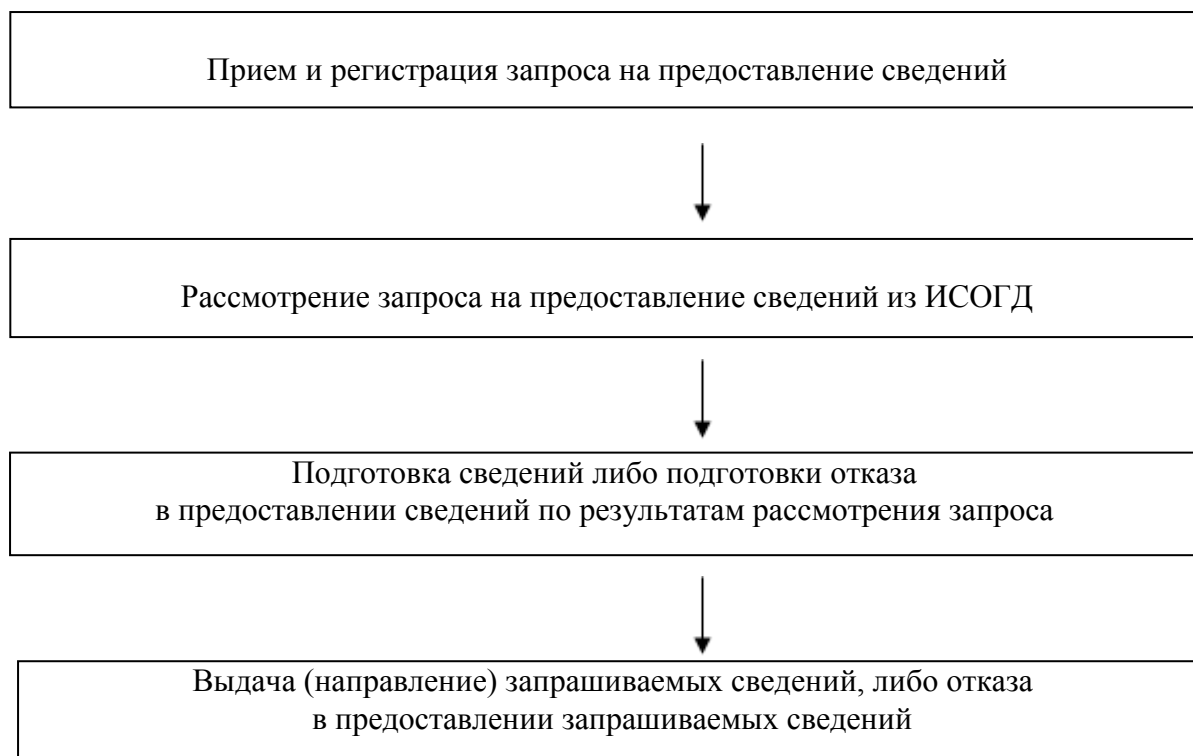 Прием и регистрация запроса на предоставление сведений
Рассмотрение запроса на предоставление сведений из ИСОГД
Подготовка сведений либо подготовки отказа
в предоставлении сведений по результатам рассмотрения запроса
Выдача (направление) запрашиваемых сведений, либо отказа
в предоставлении запрашиваемых сведений